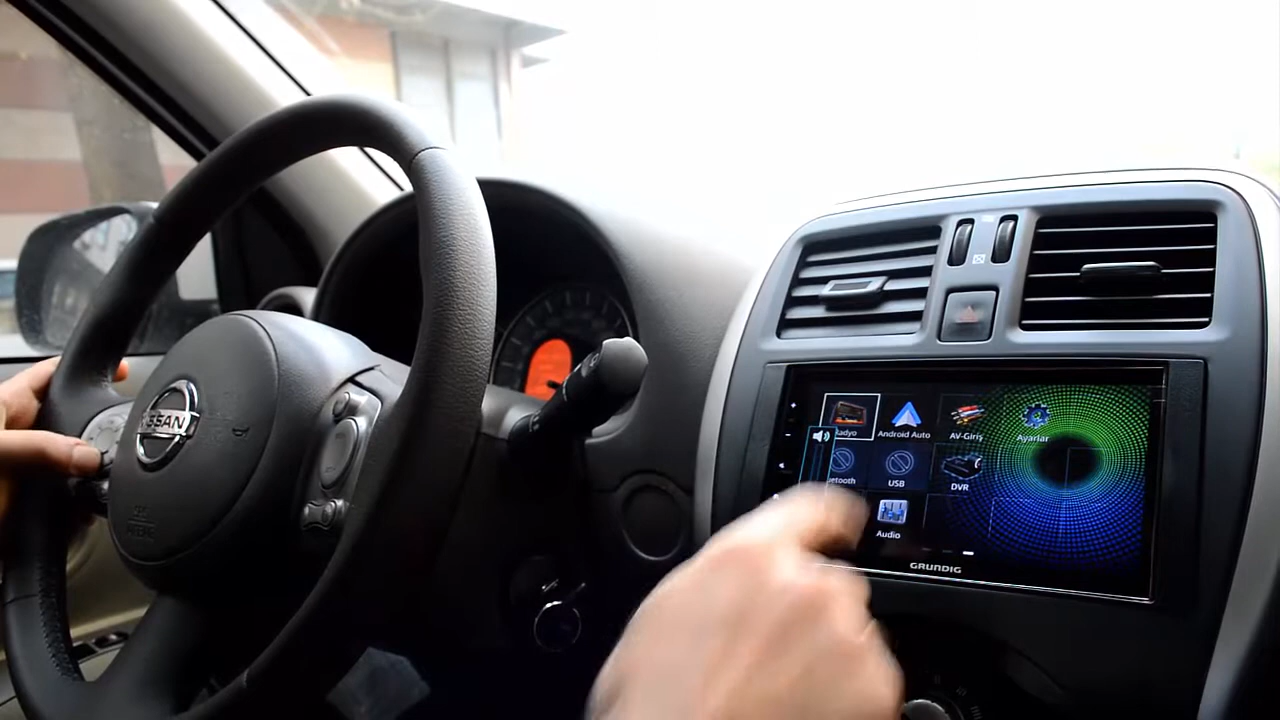 NISSAN
Radyo
Android Auto
AV-Giriş
Ayarlar
USB
DVR
Audio
GRUNDIG